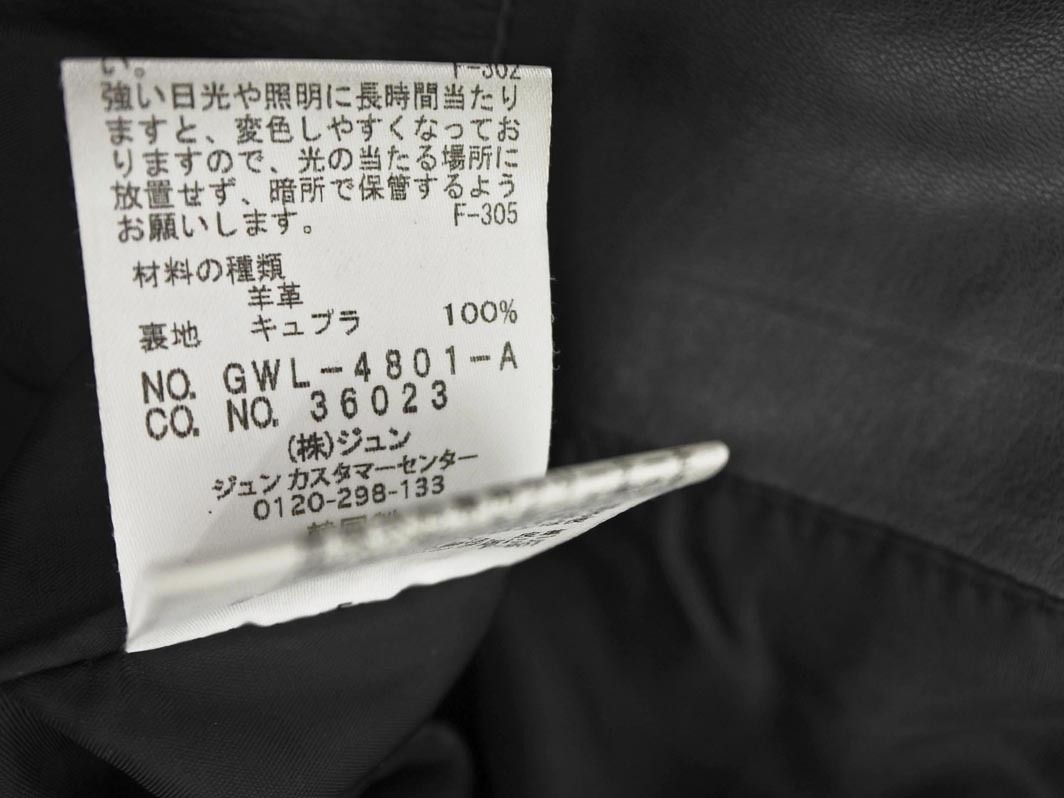 い。 F-302
強い日光や照明に長時間当たり
ますと、変色しやすくなってお
りますので、光の当たる場所に
放置せず、暗所で保管するよう
お願いします。 F-305
材料の種類
羊革
裏地 キュプラ 100%
NO. GWL-4801-A
CO. NO. 36023
(株)ジュン
ジュンカスタマーセンター
0120-298-133